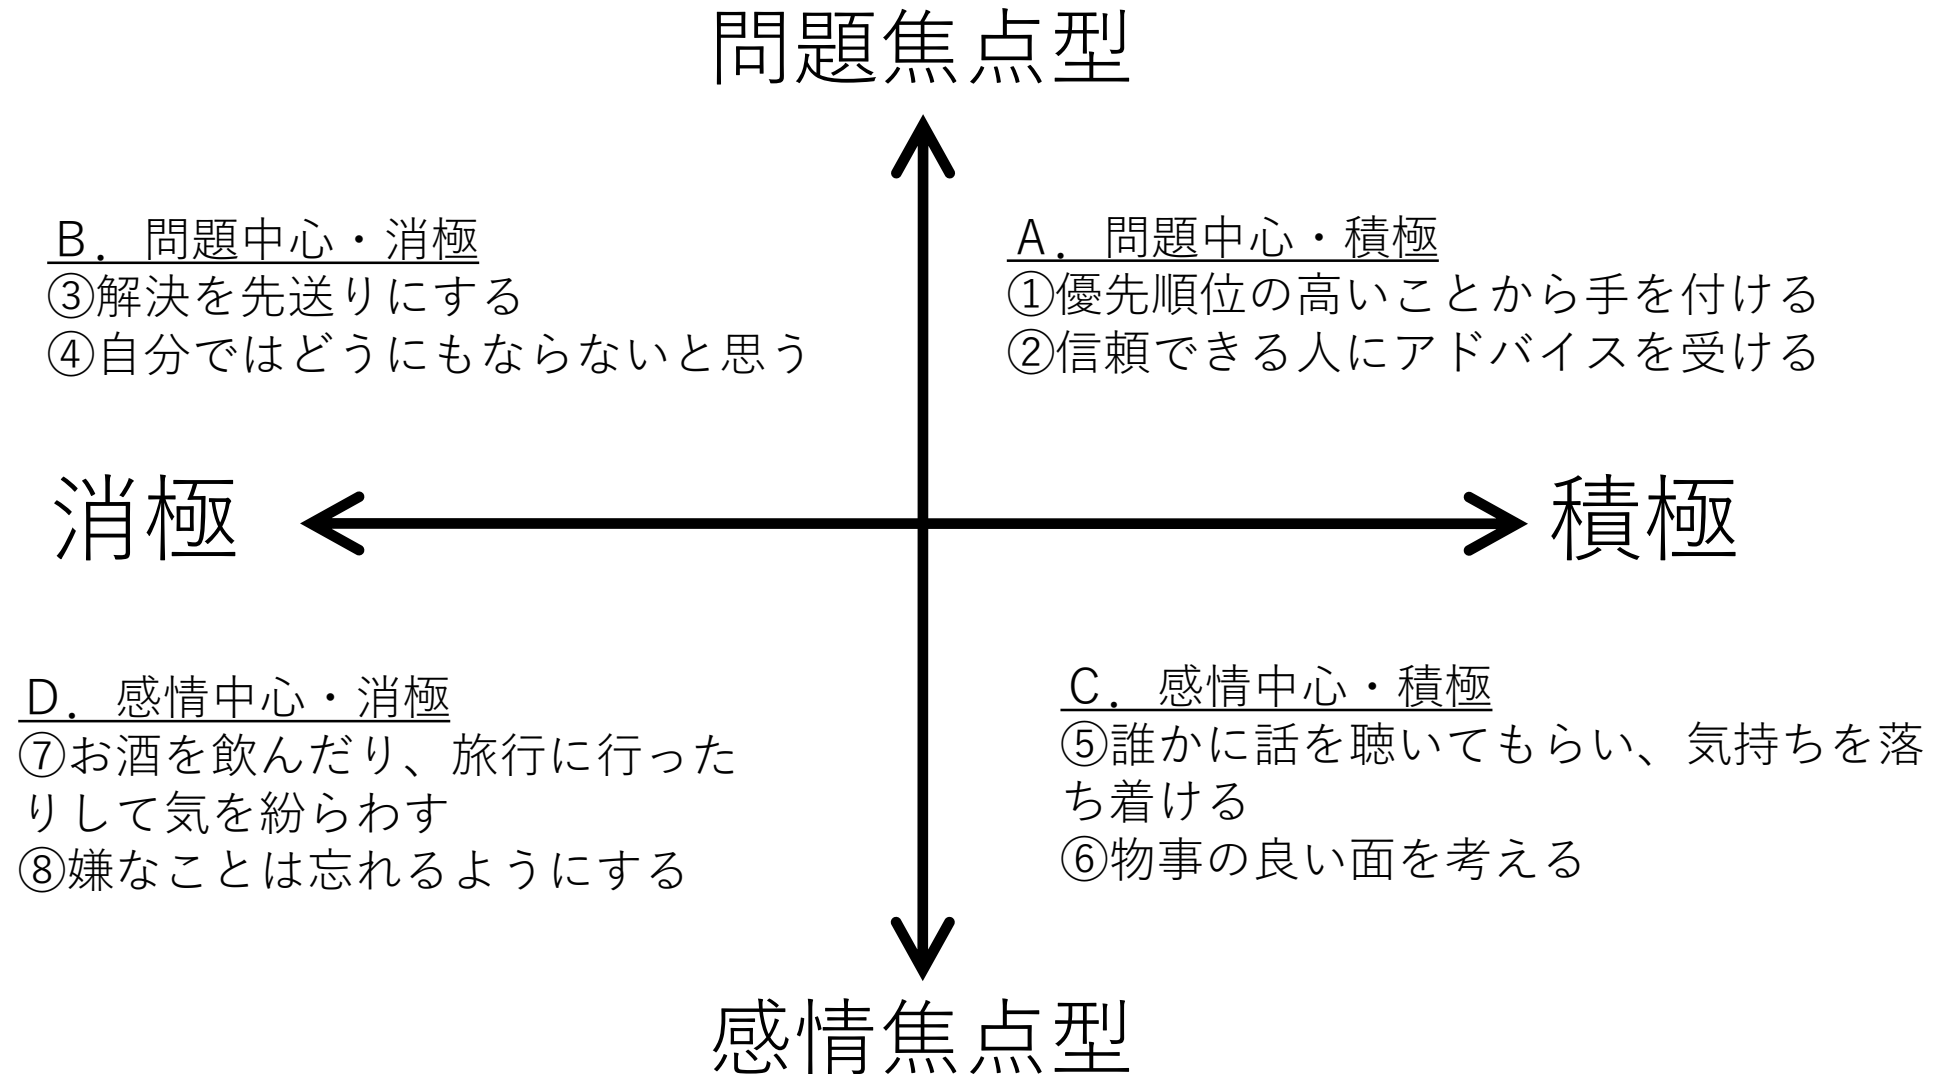 問題焦点型
B．問題中心・消極
③解決を先送りにする
④自分ではどうにもならないと思う
A．問題中心・積極
①優先順位の高いことから手を付ける
②信頼できる人にアドバイスを受ける
消極
積極
D．感情中心・消極
⑦お酒を飲んだり、旅行に行った
りして気を紛らわす
⑧嫌なことは忘れるようにする
C．感情中心・積極
⑤誰かに話を聴いてもらい、気持ちを落
ち着ける
⑥物事の良い面を考える
感情焦点型